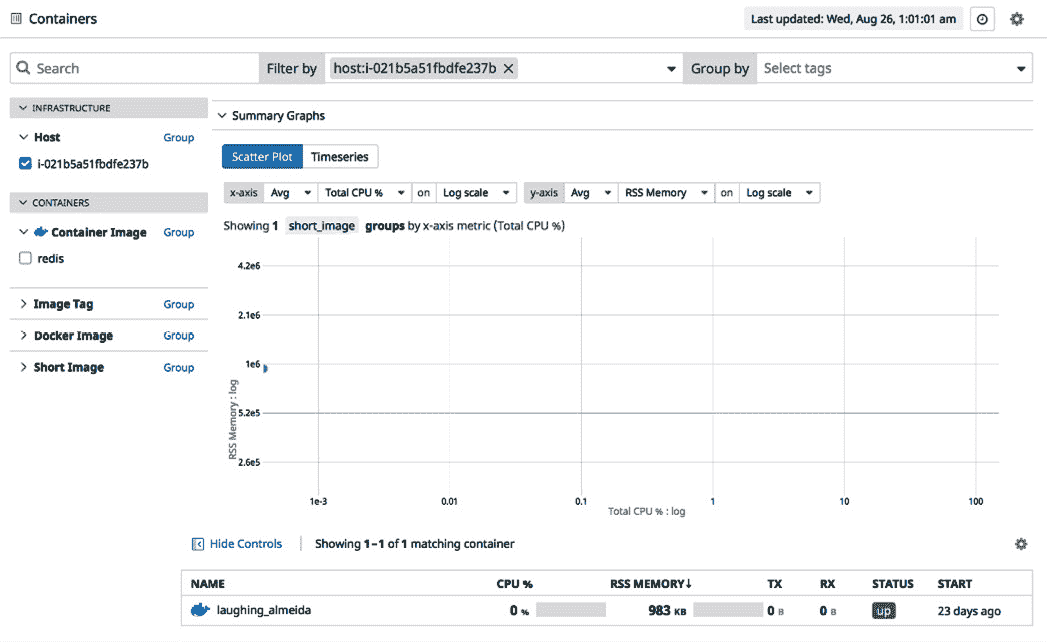 Containers
Last updated: Wed, Aug 26, 1:01:01 am
Search
Filter by
host:i-021b5a51fbdfe237b
Group by
Select tags
INFRASTRUCTURE
Host Group
i-021b5a51fbdfe237b
CONTAINERS
Container Image Group
redis
Image Tag Group
Docker Image Group
Short Image Group
Summary Graphs
Scatter Plot Timeseries
x-axis Avg Total CPU % on Log scale y-axis Avg RSS Memory on Log scale
Showing 1 short_image groups by x-axis metric (Total CPU %)
4.2e6
2.1e6
1e6
5.2e5
2.6e5
RSS Memory : log
1e-3 0.01 0.1 1 10 100
Total CPU % : log
Hide Controls Showing 1–1 of 1 matching container
NAME CPU % RSS MEMORY↓ TX RX STATUS START
laughing_almeida 0 % 983 KB 0 B 0 B up 23 days ago